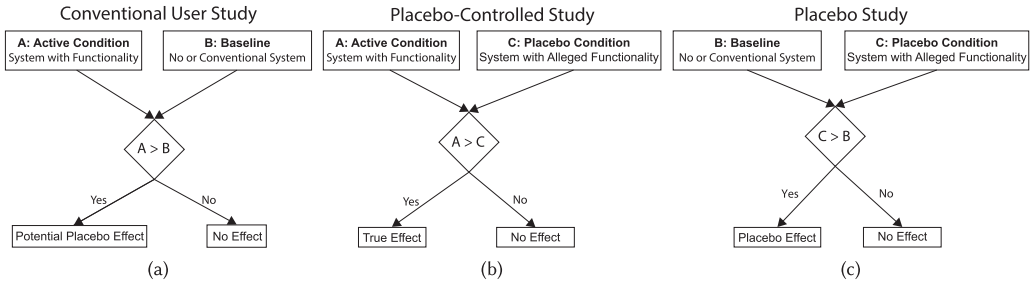 Conventional User Study
A: Active Condition
System with Functionality
B: Baseline
No or Conventional System
A > B
Yes
No
Potential Placebo Effect
No Effect
(a)
Placebo-Controlled Study
A: Active Condition
System with Functionality
C: Placebo Condition
System with Alleged Functionality
A > C
Yes
No
True Effect
No Effect
(b)
Placebo Study
B: Baseline
No or Conventional System
C: Placebo Condition
System with Alleged Functionality
C > B
Yes
No
Placebo Effect
No Effect
(c)